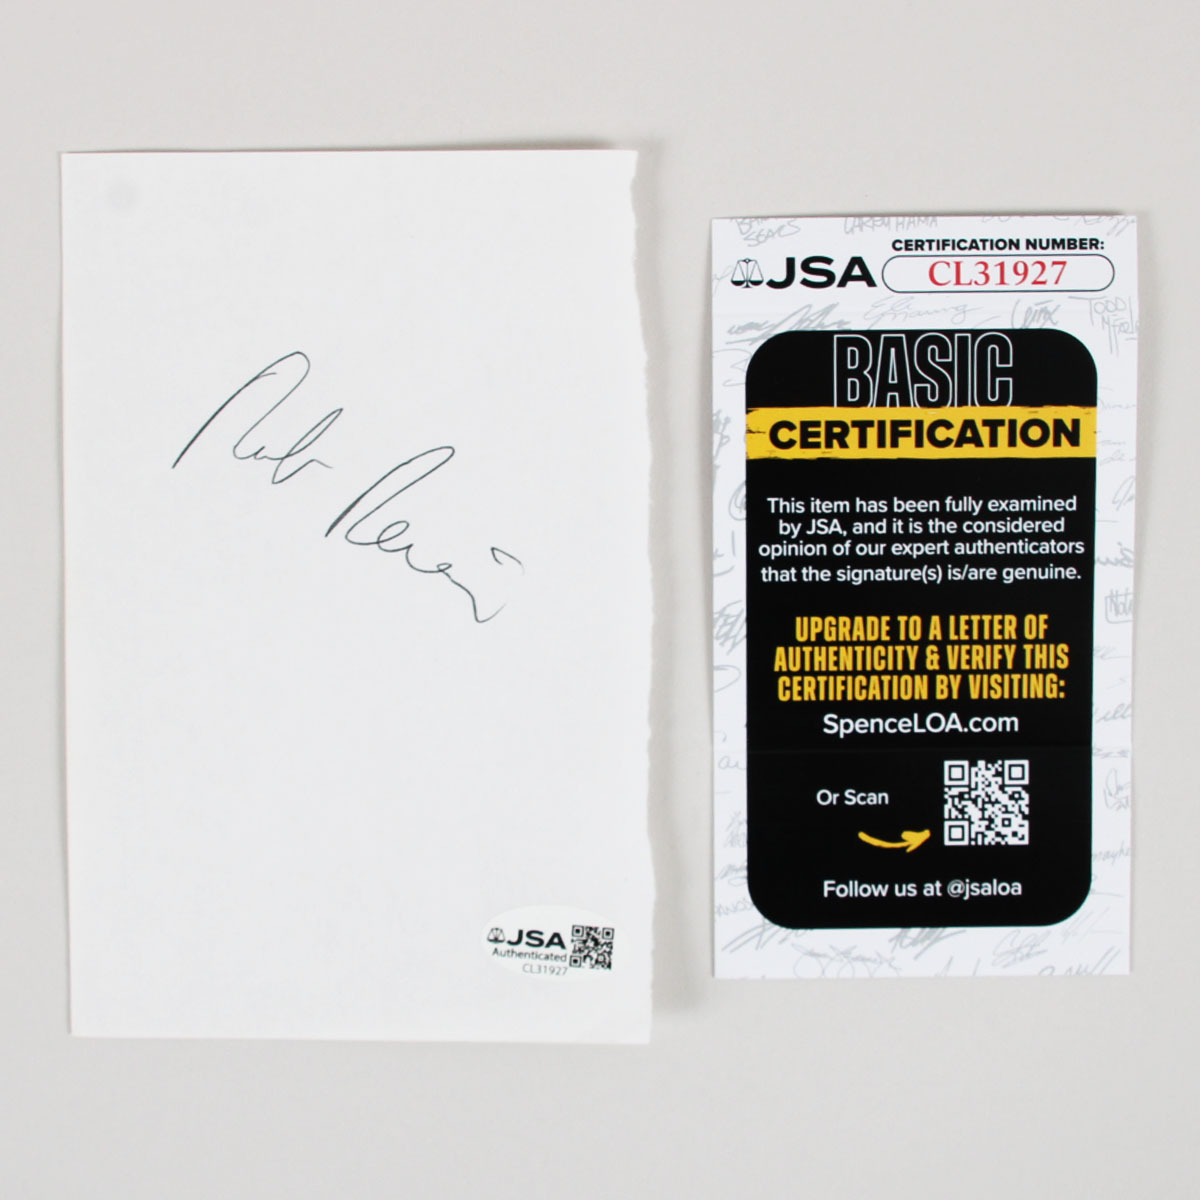 Rob Reiner
JSA
Authenticated
CL31927
CERTIFICATION NUMBER:
JSA
CL31927
BASIC
CERTIFICATION
This item has been fully examined
by JSA, and it is the considered
opinion of our expert authenticators
that the signature(s) is/are genuine.
UPGRADE TO A LETTER OF
AUTHENTICITY & VERIFY THIS
CERTIFICATION BY VISITING:
SpenceLOA.com
Or Scan
Follow us at @jsaloa